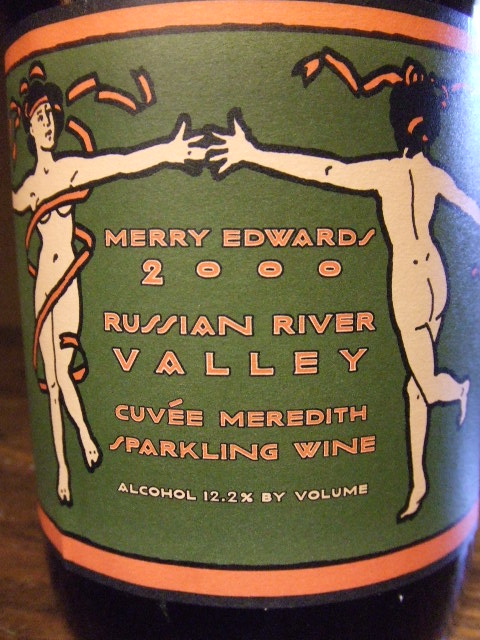 MERRY EDWARDS
2000
RUSSIAN RIVER
VALLEY
CUVÉE MEREDITH
SPARKLING WINE
ALCOHOL 12.2% BY VOLUME